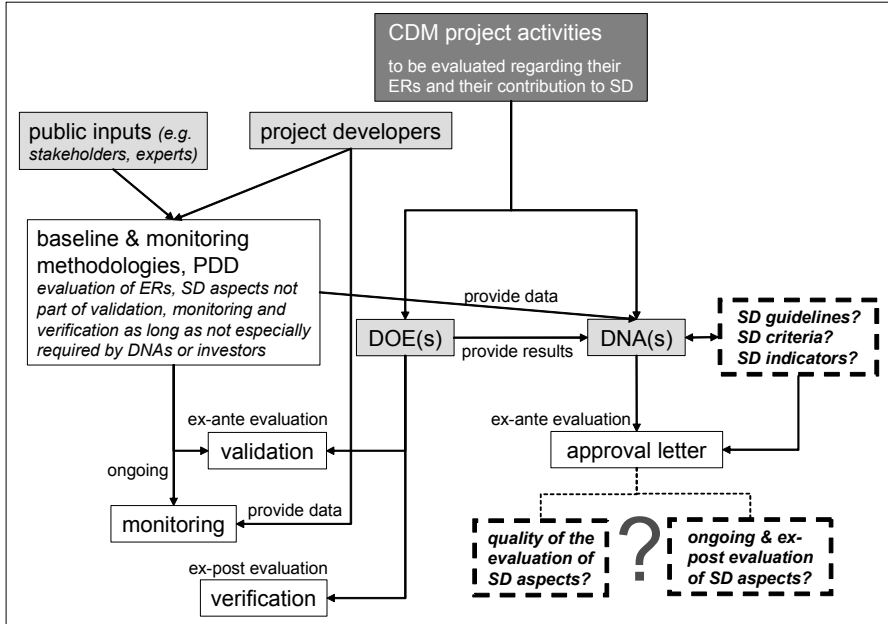 CDM project activities
to be evaluated regarding their
ERs and their contribution to SD
public inputs (e.g.
stakeholders, experts)
project developers
baseline & monitoring
methodologies, PDD
evaluation of ERs, SD aspects not
part of validation, monitoring and
verification as long as not especially
required by DNAs or investors
provide data
DOE(s)
provide results
DNA(s)
SD guidelines?
SD criteria?
SD indicators?
ex-ante evaluation
validation
ex-ante evaluation
approval letter
ongoing
monitoring
provide data
quality of the
evaluation of
SD aspects?
?
ongoing & ex-
post evaluation
of SD aspects?
ex-post evaluation
verification